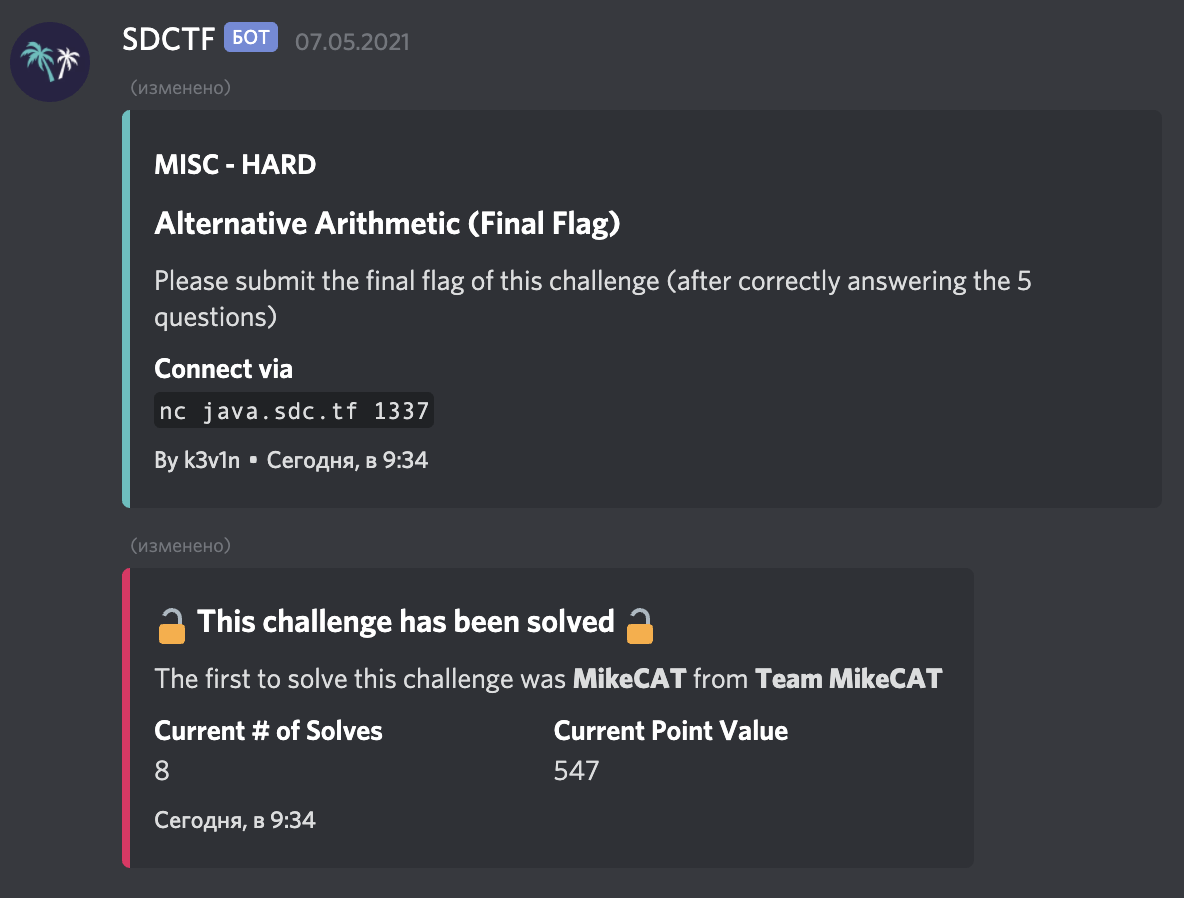 SDCTF БОТ 07.05.2021
(изменено)
MISC - HARD
Alternative Arithmetic (Final Flag)
Please submit the final flag of this challenge (after correctly answering the 5
questions)
Connect via
nc java.sdc.tf 1337
By k3v1n • Сегодня, в 9:34
(изменено)
This challenge has been solved
The first to solve this challenge was MikeCAT from Team MikeCAT
Current # of Solves Current Point Value
8 547
Сегодня, в 9:34